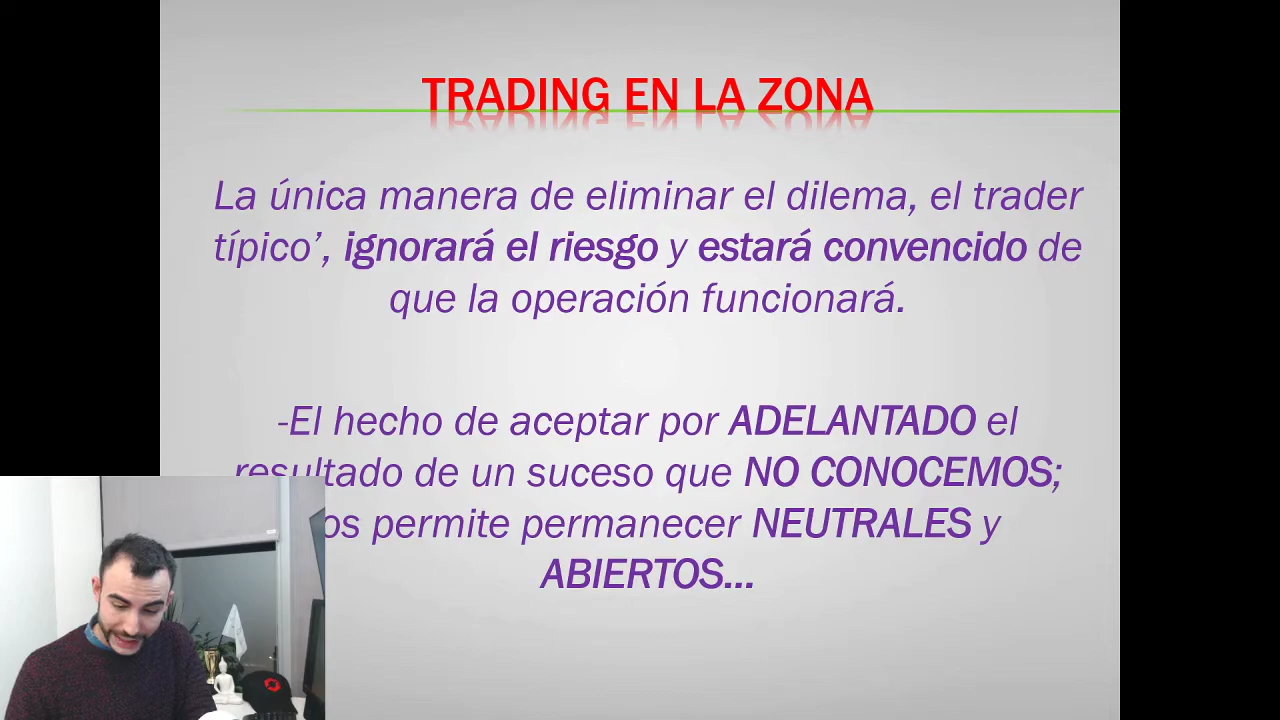 TRADING EN LA ZONA
La única manera de eliminar el dilema, el trader
típico’, ignorará el riesgo y estará convencido de
que la operación funcionará.
-El hecho de aceptar por ADELANTADO el
resultado de un suceso que NO CONOCEMOS;
os permite permanecer NEUTRALES y
ABIERTOS...